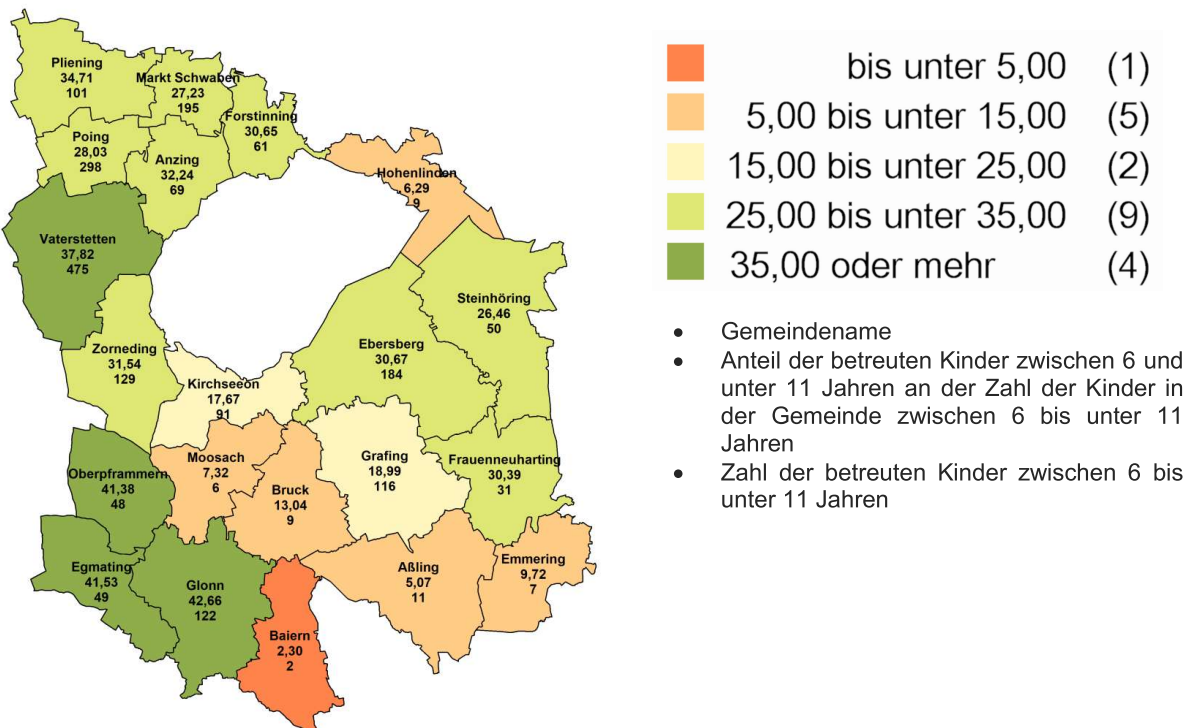 Pliening
34,71
101
Markt Schwaben
27,23
195
Forstinning
30,65
61
Poing
28,03
298
Anzing
32,24
69
Hohenlinden
6,29
9
Vaterstetten
37,82
475
Steinhöring
26,46
50
Zorneding
31,54
129
Ebersberg
30,67
184
Kirchseeon
17,67
91
Moosach
7,32
6
Grafing
18,99
116
Frauenneuharting
30,39
31
Oberpframmern
41,38
48
Bruck
13,04
9
Egmating
41,53
49
Glonn
42,66
122
Aßling
5,07
11
Emmering
9,72
7
Baiern
2,30
2
bis unter 5,00 (1)
5,00 bis unter 15,00 (5)
15,00 bis unter 25,00 (2)
25,00 bis unter 35,00 (9)
35,00 oder mehr (4)
• Gemeindename
• Anteil der betreuten Kinder zwischen 6 und
unter 11 Jahren an der Zahl der Kinder in
der Gemeinde zwischen 6 bis unter 11
Jahren
• Zahl der betreuten Kinder zwischen 6 bis
unter 11 Jahren